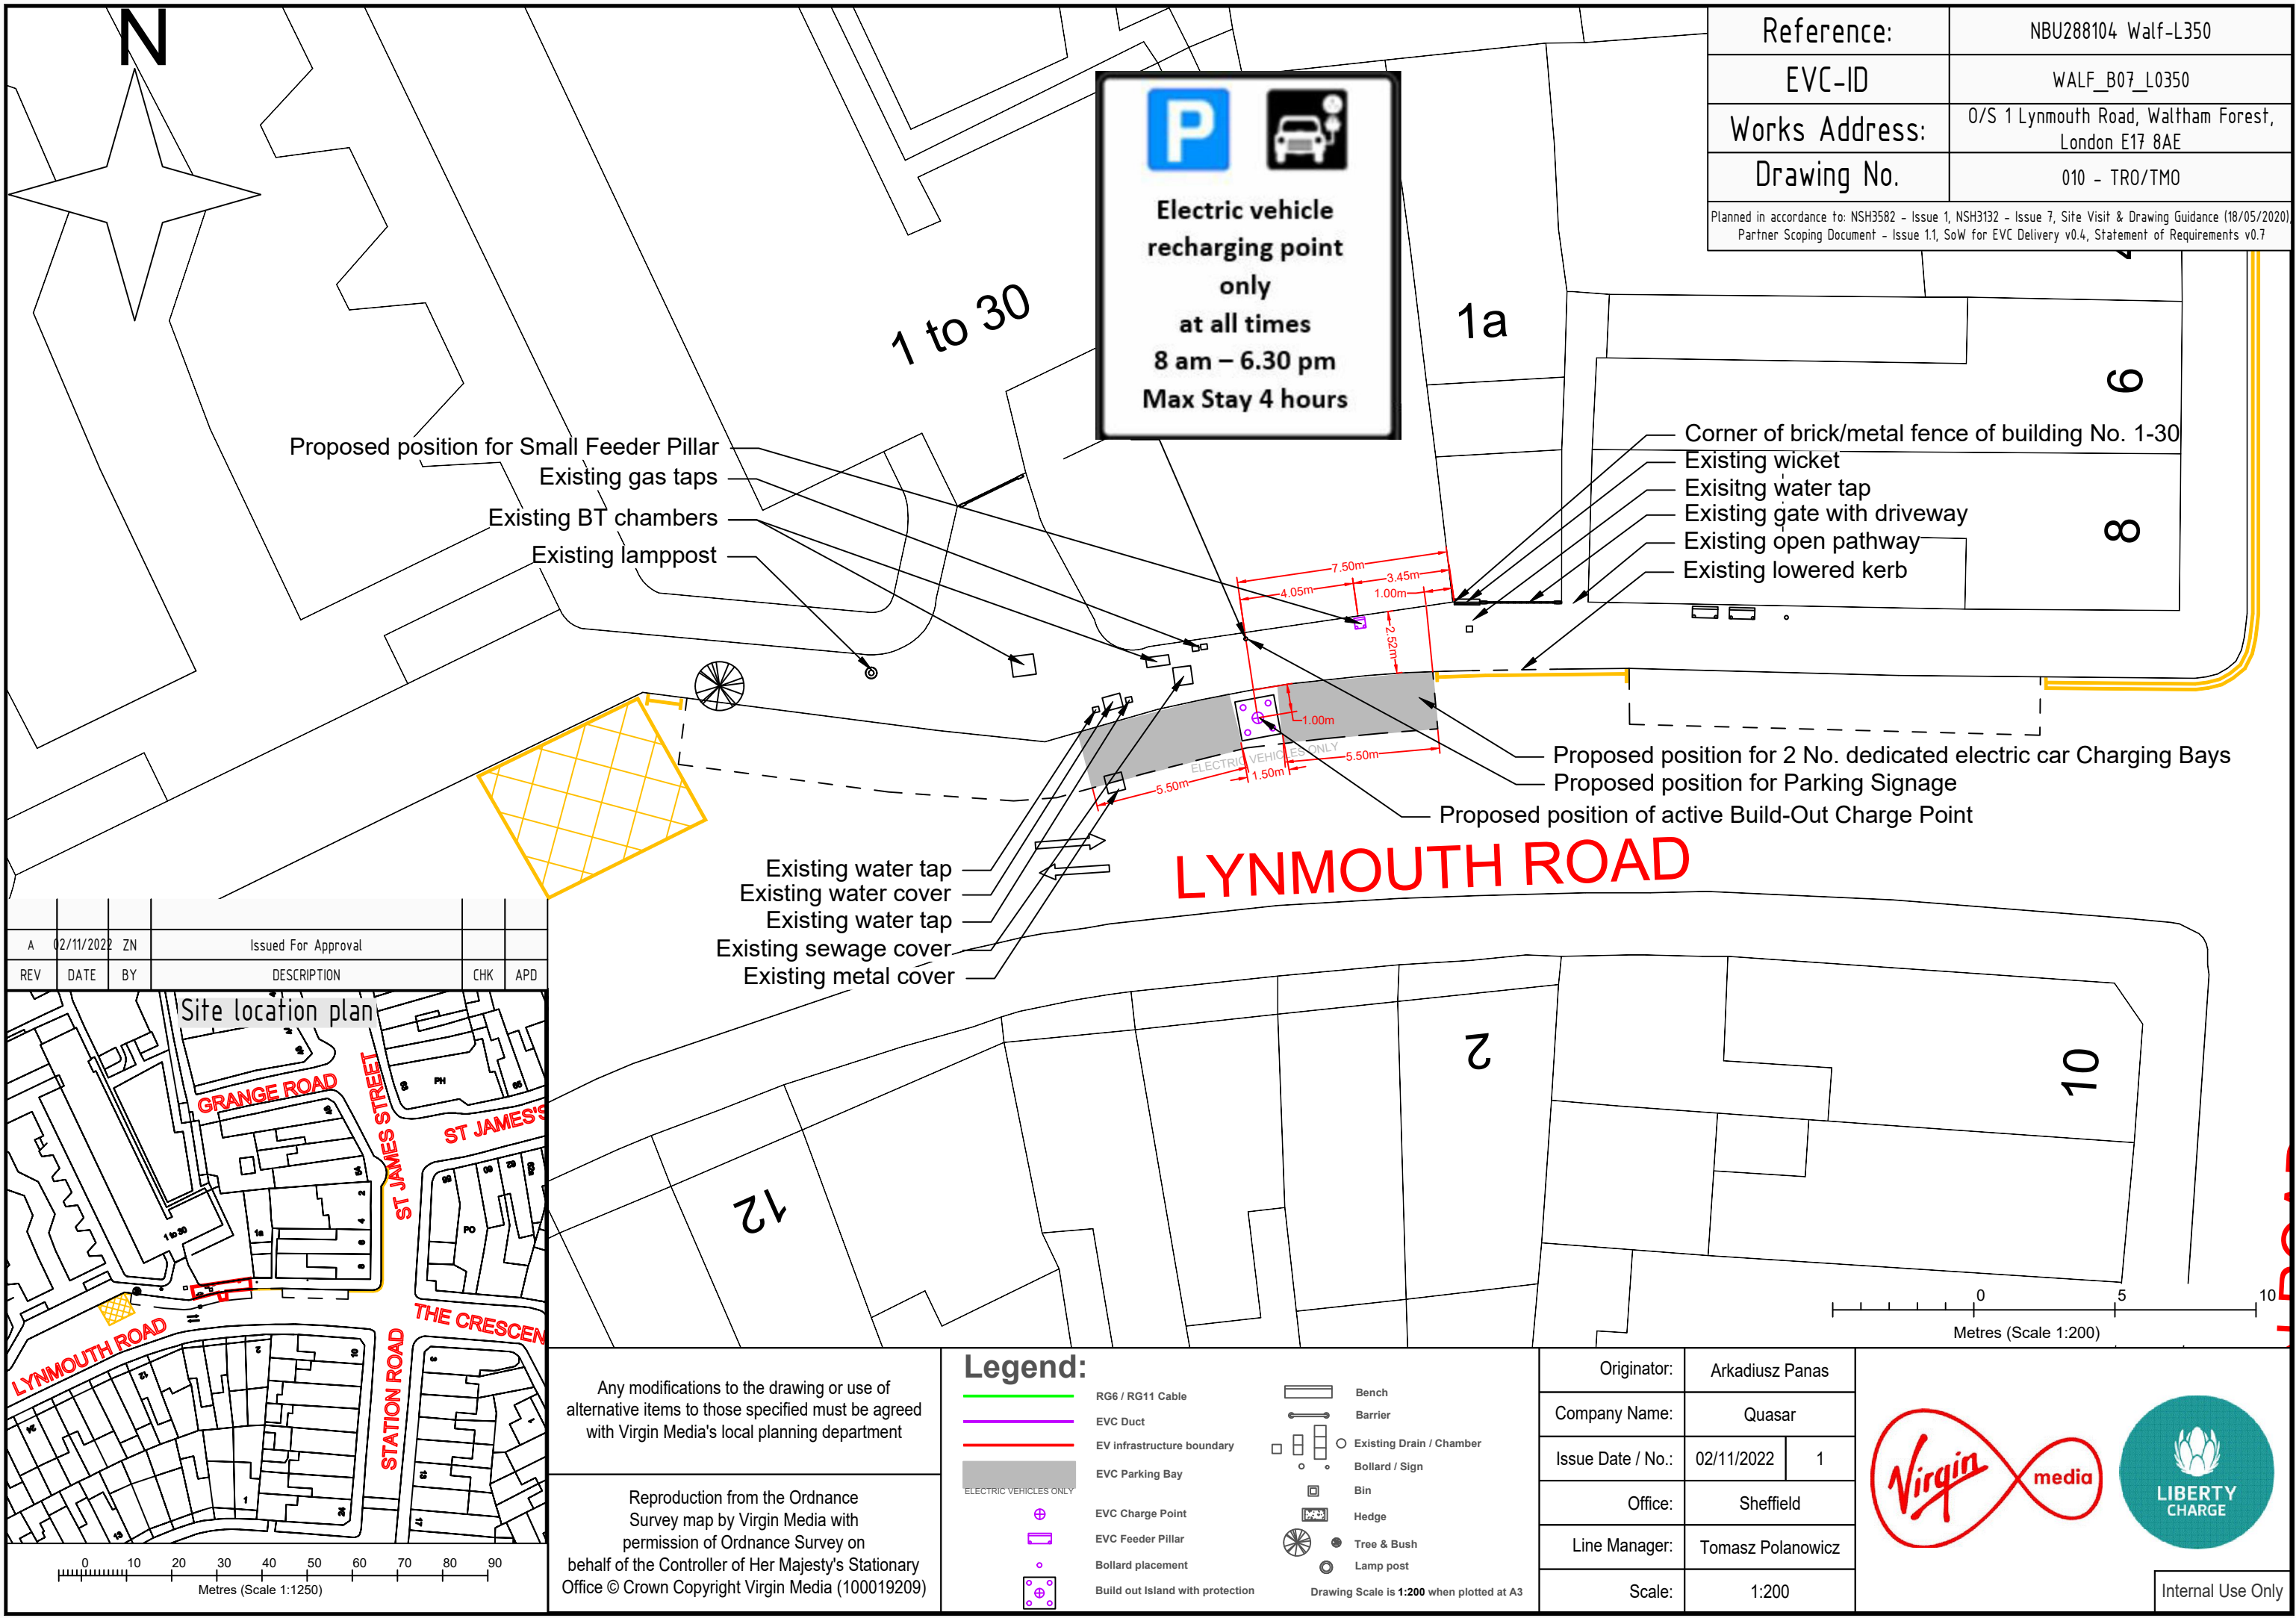 N
Reference:
NBU288104 Walf-L350
EVC-ID
WALF_B07_L0350
Works Address:
O/S 1 Lynmouth Road, Waltham Forest,
London E17 8AE
Drawing No.
010 - TRO/TMO
Planned in accordance to: NSH3582 - Issue 1, NSH3132 - Issue 7, Site Visit & Drawing Guidance (18/05/2020),
Partner Scoping Document - Issue 1.1, SoW for EVC Delivery v0.4, Statement of Requirements v0.7
P
Electric vehicle
recharging point
only
at all times
8 am – 6.30 pm
Max Stay 4 hours
1 to 30
1a
6
8
Proposed position for Small Feeder Pillar
Existing gas taps
Existing BT chambers
Existing lamppost
Corner of brick/metal fence of building No. 1-30
Existing wicket
Exisitng water tap
Existing gate with driveway
Existing open pathway
Existing lowered kerb
7.50m
4.05m
3.45m
1.00m
2.52m
1.00m
5.50m
1.50m
5.50m
ELECTRIC VEHICLES ONLY
Proposed position for 2 No. dedicated electric car Charging Bays
Proposed position for Parking Signage
Proposed position of active Build-Out Charge Point
LYNMOUTH ROAD
Existing water tap
Existing water cover
Existing water tap
Existing sewage cover
Existing metal cover
2
10
12
A 02/11/2022 ZN Issued For Approval
REV DATE BY DESCRIPTION CHK APD
Site location plan
GRANGE ROAD
ST JAMES STREET
ST JAMES'S
PH
PO
1 to 30
1a
LYNMOUTH ROAD
STATION ROAD
THE CRESCEN
0 10 20 30 40 50 60 70 80 90
Metres (Scale 1:1250)
0 5 10
Metres (Scale 1:200)
Any modifications to the drawing or use of
alternative items to those specified must be agreed
with Virgin Media's local planning department
Reproduction from the Ordnance
Survey map by Virgin Media with
permission of Ordnance Survey on
behalf of the Controller of Her Majesty's Stationary
Office © Crown Copyright Virgin Media (100019209)
Legend:
RG6 / RG11 Cable
EVC Duct
EV infrastructure boundary
EVC Parking Bay
ELECTRIC VEHICLES ONLY
EVC Charge Point
EVC Feeder Pillar
Bollard placement
Build out Island with protection
Bench
Barrier
Existing Drain / Chamber
Bollard / Sign
Bin
Hedge
Tree & Bush
Lamp post
Drawing Scale is 1:200 when plotted at A3
Originator: Arkadiusz Panas
Company Name: Quasar
Issue Date / No.: 02/11/2022 1
Office: Sheffield
Line Manager: Tomasz Polanowicz
Scale: 1:200
Virgin media
LIBERTY
CHARGE
Internal Use Only